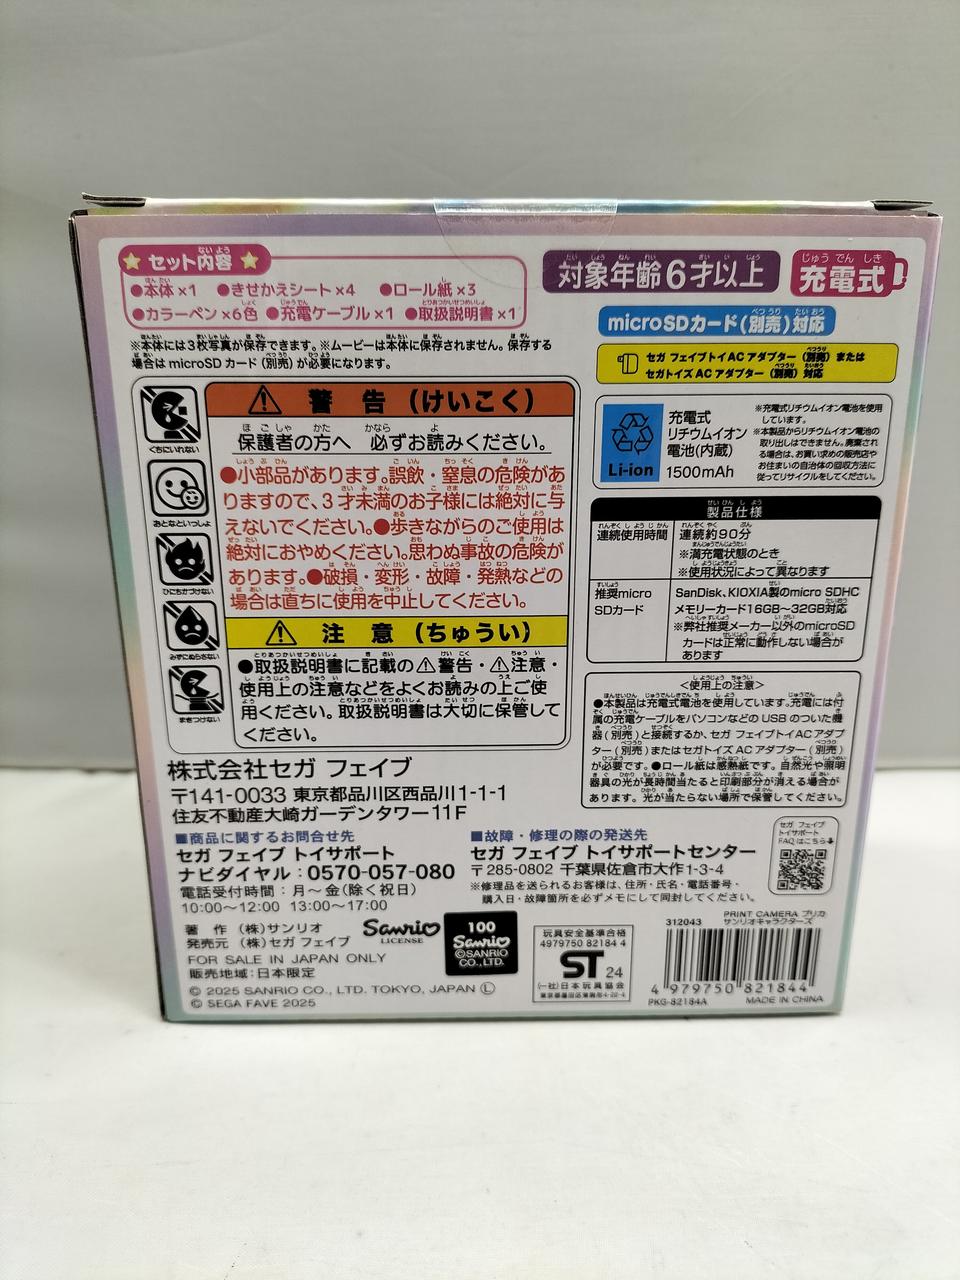 セット内容
●本体×1 ●きせかえシート×4 ●ロール紙×3
●カラーペン×6色 ●充電ケーブル×1 ●取扱説明書×1
※本体には3枚写真が保存できます。※ムービーは本体に保存されません。保存する
場合はmicroSDカード(別売)が必要になります。
対象年齢6才以上
充電式
microSDカード(別売)対応
セガ フェイブトイACアダプター(別売)または
セガトイズACアダプター(別売)対応
くちにいれない
おとなといっしょ
ひにちかづけない
みずにぬらさない
まきつけない
警告(けいこく)
保護者の方へ 必ずお読みください。
●小部品があります。誤飲・窒息の危険があ
りますので、3才未満のお子様には絶対に与
えないでください。●歩きながらのご使用は
絶対におやめください。思わぬ事故の危険が
あります。●破損・変形・故障・発熱などの
場合は直ちに使用を中止してください。
注意(ちゅうい)
●取扱説明書に記載の⚠警告・⚠注意・
使用上の注意などをよくお読みの上ご使
用ください。取扱説明書は大切に保管して
ください。
Li-ion
充電式
リチウムイオン
電池(内蔵)
1500mAh
※充電式リチウムイオン電池を使用
しています。
※本製品からリチウムイオン電池の
取り出しはできません。廃棄され
る場合は、お買い求めの販売店や
お住まいの自治体の回収方法に
従ってリサイクルをしてください。
製品仕様
連続使用時間
連続約90分
※満充電状態のとき
※使用状況によって異なります
推奨micro
SDカード
SanDisk、KIOXIA製のmicro SDHC
メモリーカード16GB～32GB対応
※弊社推奨メーカー以外のmicroSD
カードは正常に動作しない場合が
あります
<使用上の注意>
●本製品は充電式電池を使用しています。充電には付
属の充電ケーブルをパソコンなどのUSBのついた機
器(別売)と接続するか、セガ フェイブトイACアダプ
ター(別売)またはセガトイズACアダプター(別売)
が必要です。●ロール紙は感熱紙です。自然光や照明
器具の光が長時間当たると印刷部分が消える場合が
あります。光が当たらない場所で保管してください。
株式会社セガ フェイブ
〒141-0033 東京都品川区西品川1-1-1
住友不動産大崎ガーデンタワー11F
■商品に関するお問合せ先
セガ フェイブ トイサポート
ナビダイヤル:0570-057-080
電話受付時間:月～金(除く祝日)
10:00～12:00 13:00～17:00
■故障・修理の際の発送先
セガ フェイブ トイサポートセンター
〒285-0802 千葉県佐倉市大作1-3-4
※修理品を送られるお客様は、住所・氏名・電話番号・
購入日・故障箇所を必ずメモにして同封してください。
セガ フェイブ
トイサポート
FAQはこちら
著 作 (株)サンリオ
発売元 (株)セガ フェイブ
FOR SALE IN JAPAN ONLY
販売地域:日本限定
© 2025 SANRIO CO., LTD. TOKYO, JAPAN Ⓛ
© SEGA FAVE 2025
Sanrio
LICENSE
100
Sanrio
©SANRIO
CO.,LTD.
玩具安全基準合格
4979750 82184 4
ST 24
(一社)日本玩具協会
312043
PRINT CAMERA プリカ
サンリオキャラクターズ
4 979750 821844
PKG-82184A
MADE IN CHINA